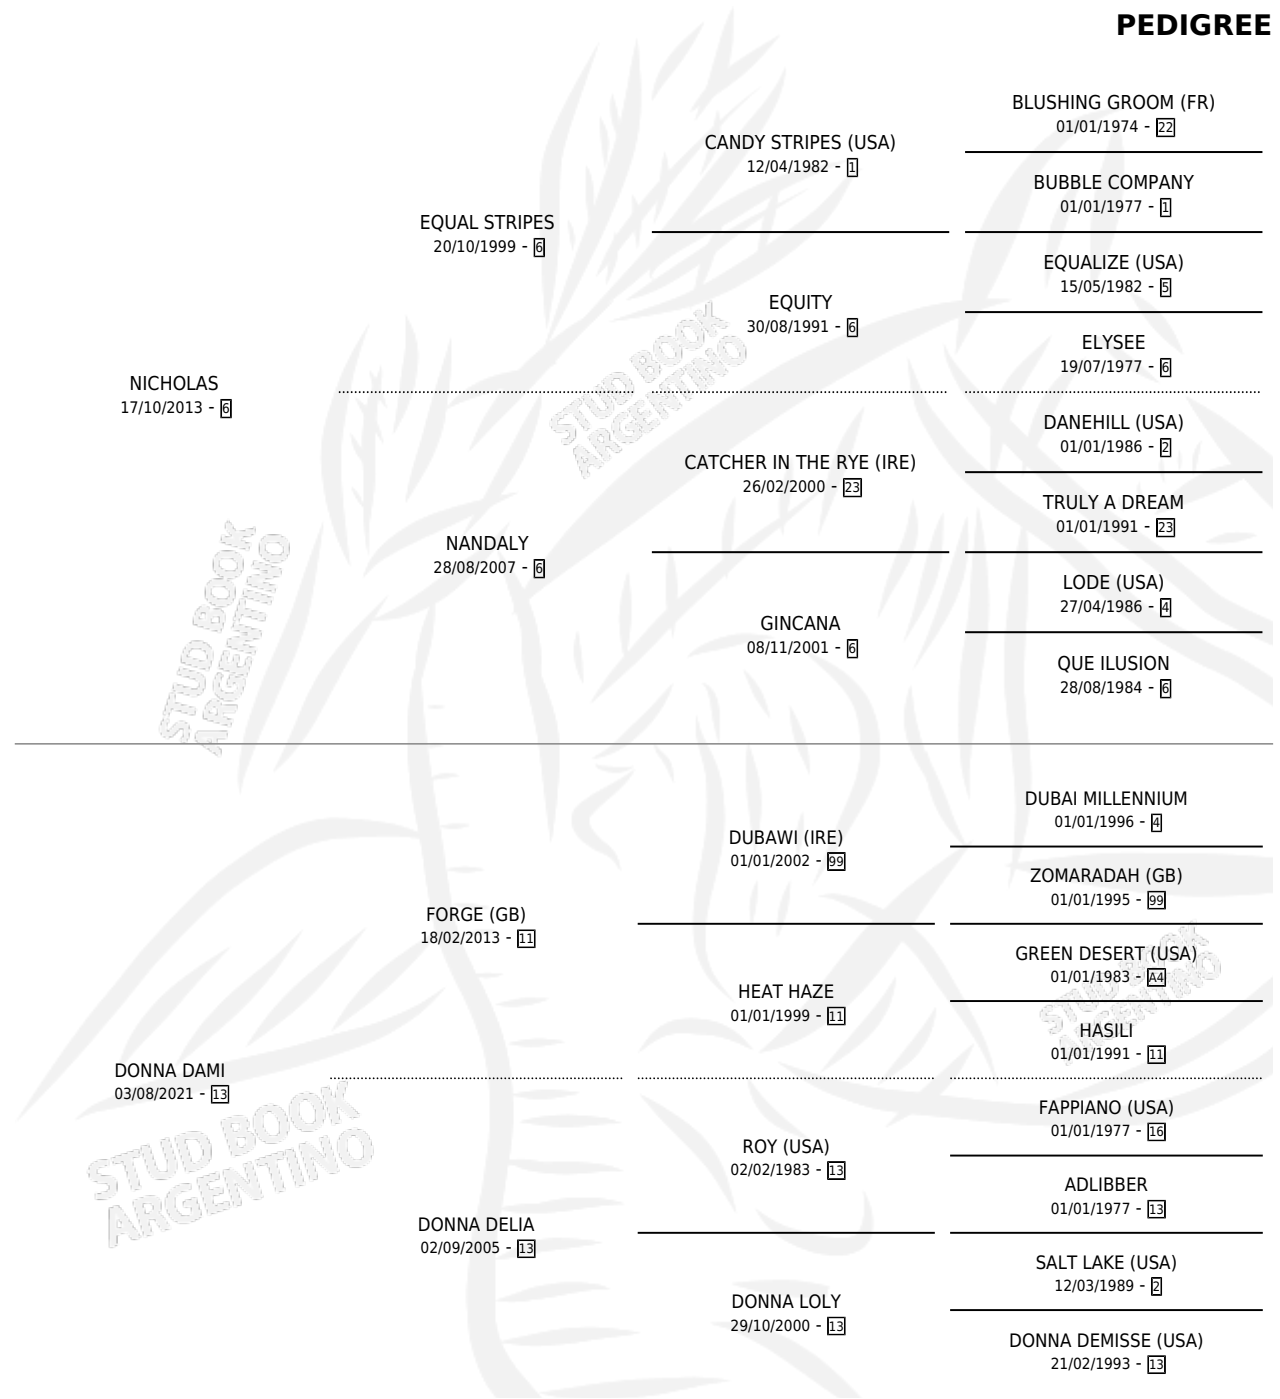 PEDIGREE
BLUSHING GROOM (FR)
01/01/1974 - 22
CANDY STRIPES (USA)
12/04/1982 - 1
BUBBLE COMPANY
01/01/1977 - 1
EQUAL STRIPES
20/10/1999 - 6
EQUALIZE (USA)
15/05/1982 - 5
EQUITY
30/08/1991 - 6
ELYSEE
19/07/1977 - 6
NICHOLAS
17/10/2013 - 6
DANEHILL (USA)
01/01/1986 - 2
CATCHER IN THE RYE (IRE)
26/02/2000 - 23
TRULY A DREAM
01/01/1991 - 23
NANDALY
28/08/2007 - 6
LODE (USA)
27/04/1986 - 4
GINCANA
08/11/2001 - 6
QUE ILUSION
28/08/1984 - 6
DUBAI MILLENNIUM
01/01/1996 - 4
DUBAWI (IRE)
01/01/2002 - 99
ZOMARADAH (GB)
01/01/1995 - 99
FORGE (GB)
18/02/2013 - 11
GREEN DESERT (USA)
01/01/1983 - A4
HEAT HAZE
01/01/1999 - 11
HASILI
01/01/1991 - 11
DONNA DAMI
03/08/2021 - 13
FAPPIANO (USA)
01/01/1977 - 16
ROY (USA)
02/02/1983 - 13
ADLIBBER
01/01/1977 - 13
DONNA DELIA
02/09/2005 - 13
SALT LAKE (USA)
12/03/1989 - 2
DONNA LOLY
29/10/2000 - 13
DONNA DEMISSE (USA)
21/02/1993 - 13
STUD BOOK
ARGENTINO
STUD BOOK
ARGENTINO
STUD BOOK
ARGENTINO
STUD BOOK
ARGENTINO